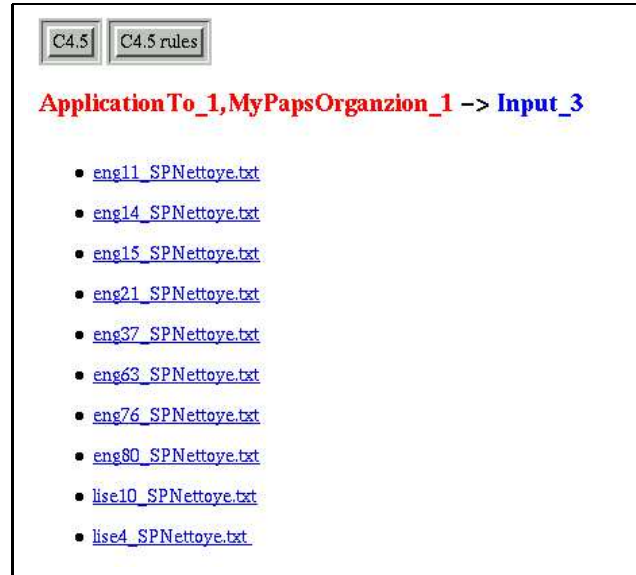 C4.5 C4.5 rules
ApplicationTo_1,MyPapsOrganzion_1 -> Input_3
eng11_SPNettoye.txt
eng14_SPNettoye.txt
eng15_SPNettoye.txt
eng21_SPNettoye.txt
eng37_SPNettoye.txt
eng63_SPNettoye.txt
eng76_SPNettoye.txt
eng80_SPNettoye.txt
lise10_SPNettoye.txt
lise4_SPNettoye.txt